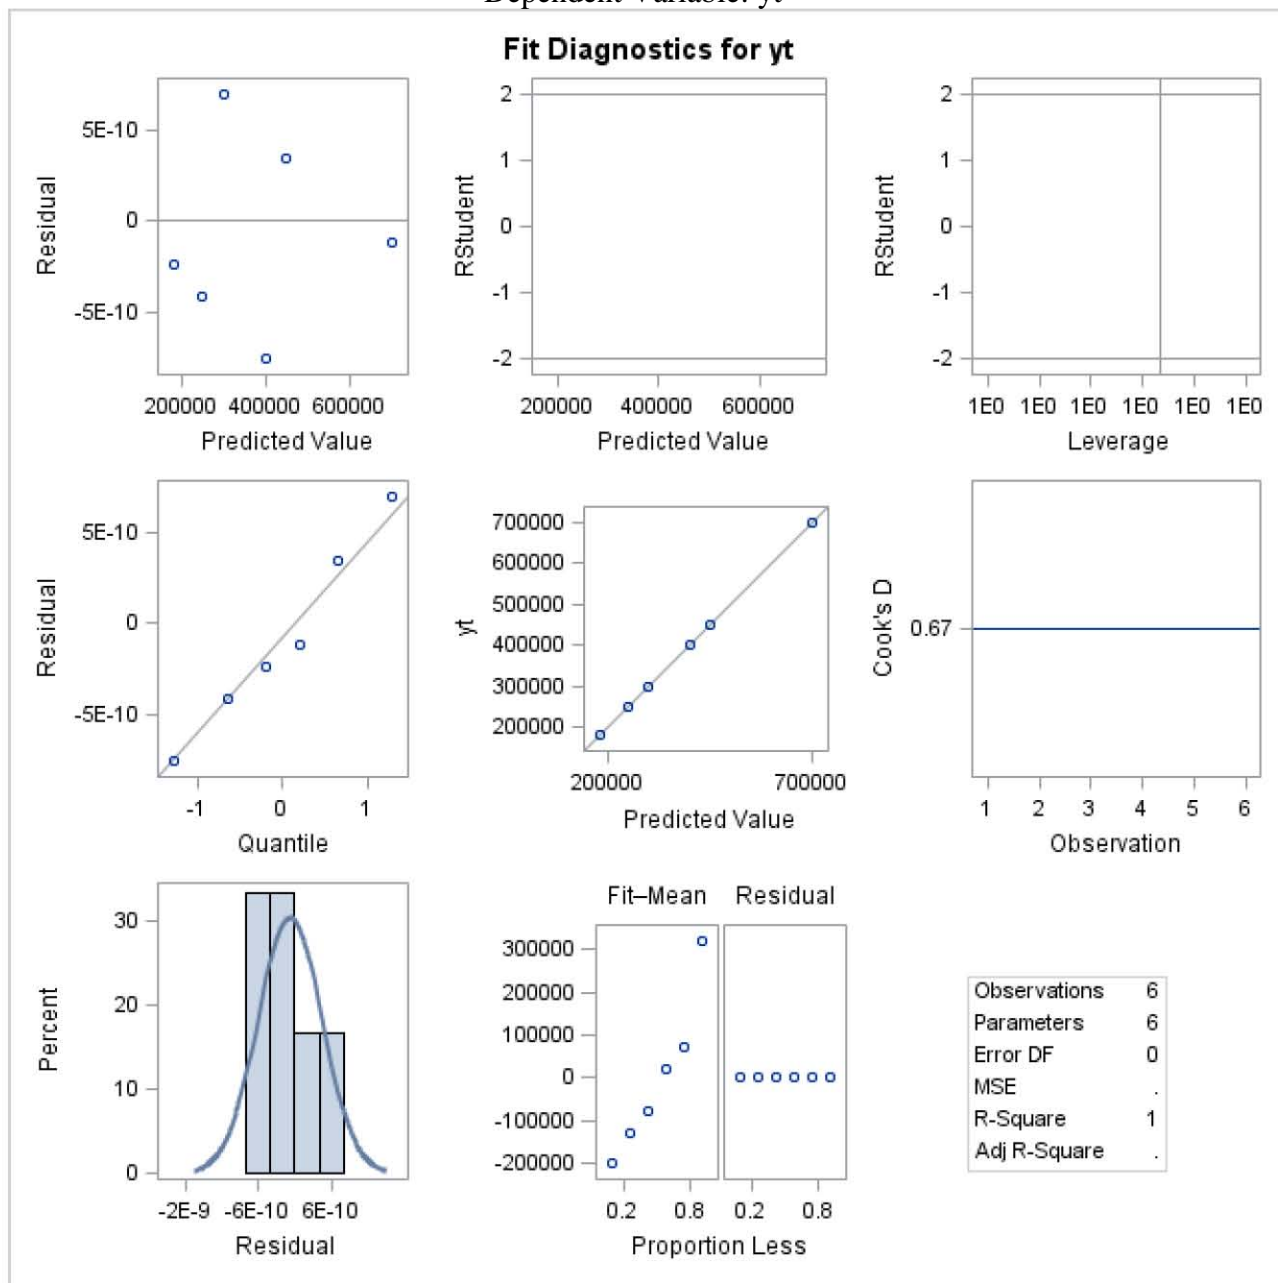 Dependent Variable: yt
Fit Diagnostics for yt
5E-10
0
-5E-10
Residual
200000 400000 600000
Predicted Value
2
1
0
-1
-2
RStudent
200000 400000 600000
Predicted Value
2
1
0
-1
-2
RStudent
1E0 1E0 1E0 1E0 1E0 1E0
Leverage
5E-10
0
-5E-10
Residual
-1 0 1
Quantile
700000
600000
500000
400000
300000
200000
yt
200000 700000
Predicted Value
Cook's D
0.67
1 2 3 4 5 6
Observation
30
20
10
0
Percent
-2E-9 -6E-10 6E-10
Residual
Fit–Mean Residual
300000
200000
100000
0
-100000
-200000
0.2 0.8 0.2 0.8
Proportion Less
Observations 6
Parameters 6
Error DF 0
MSE .
R-Square 1
Adj R-Square .